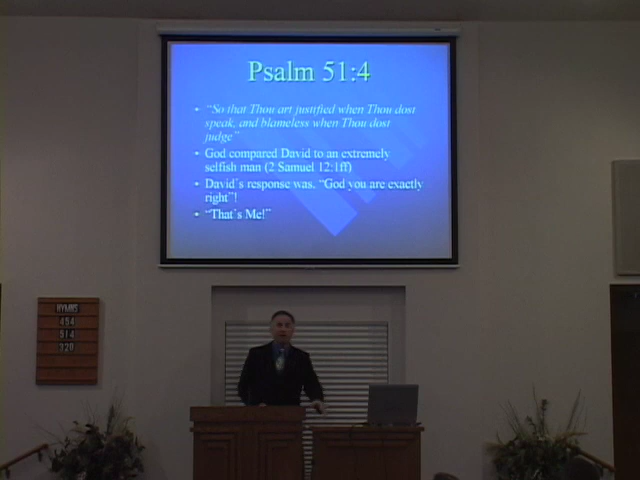 Psalm 51:4
• "So that Thou art justified when Thou dost
speak, and blameless when Thou dost
judge"
• God compared David to an extremely
selfish man (2 Samuel 12:1ff)
• David's response was. "God you are exactly
right"!
• "That's Me!"
HYMNS
454
514
320